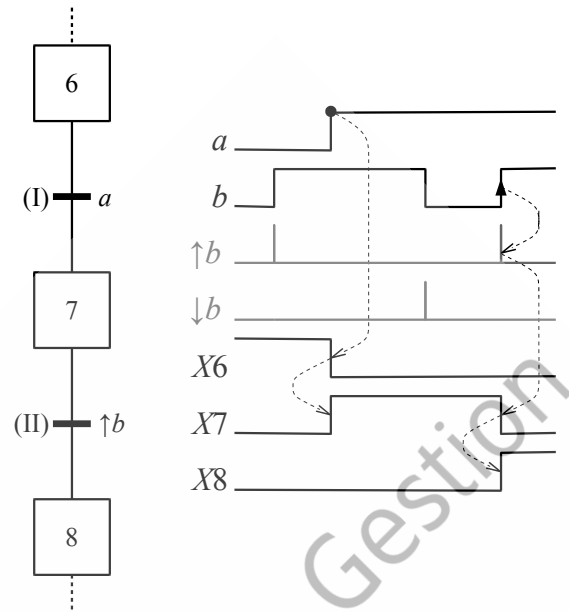 6
(I) a
7
(II) ↑b
8
a
b
↑b
↓b
X6
X7
X8
Gestion